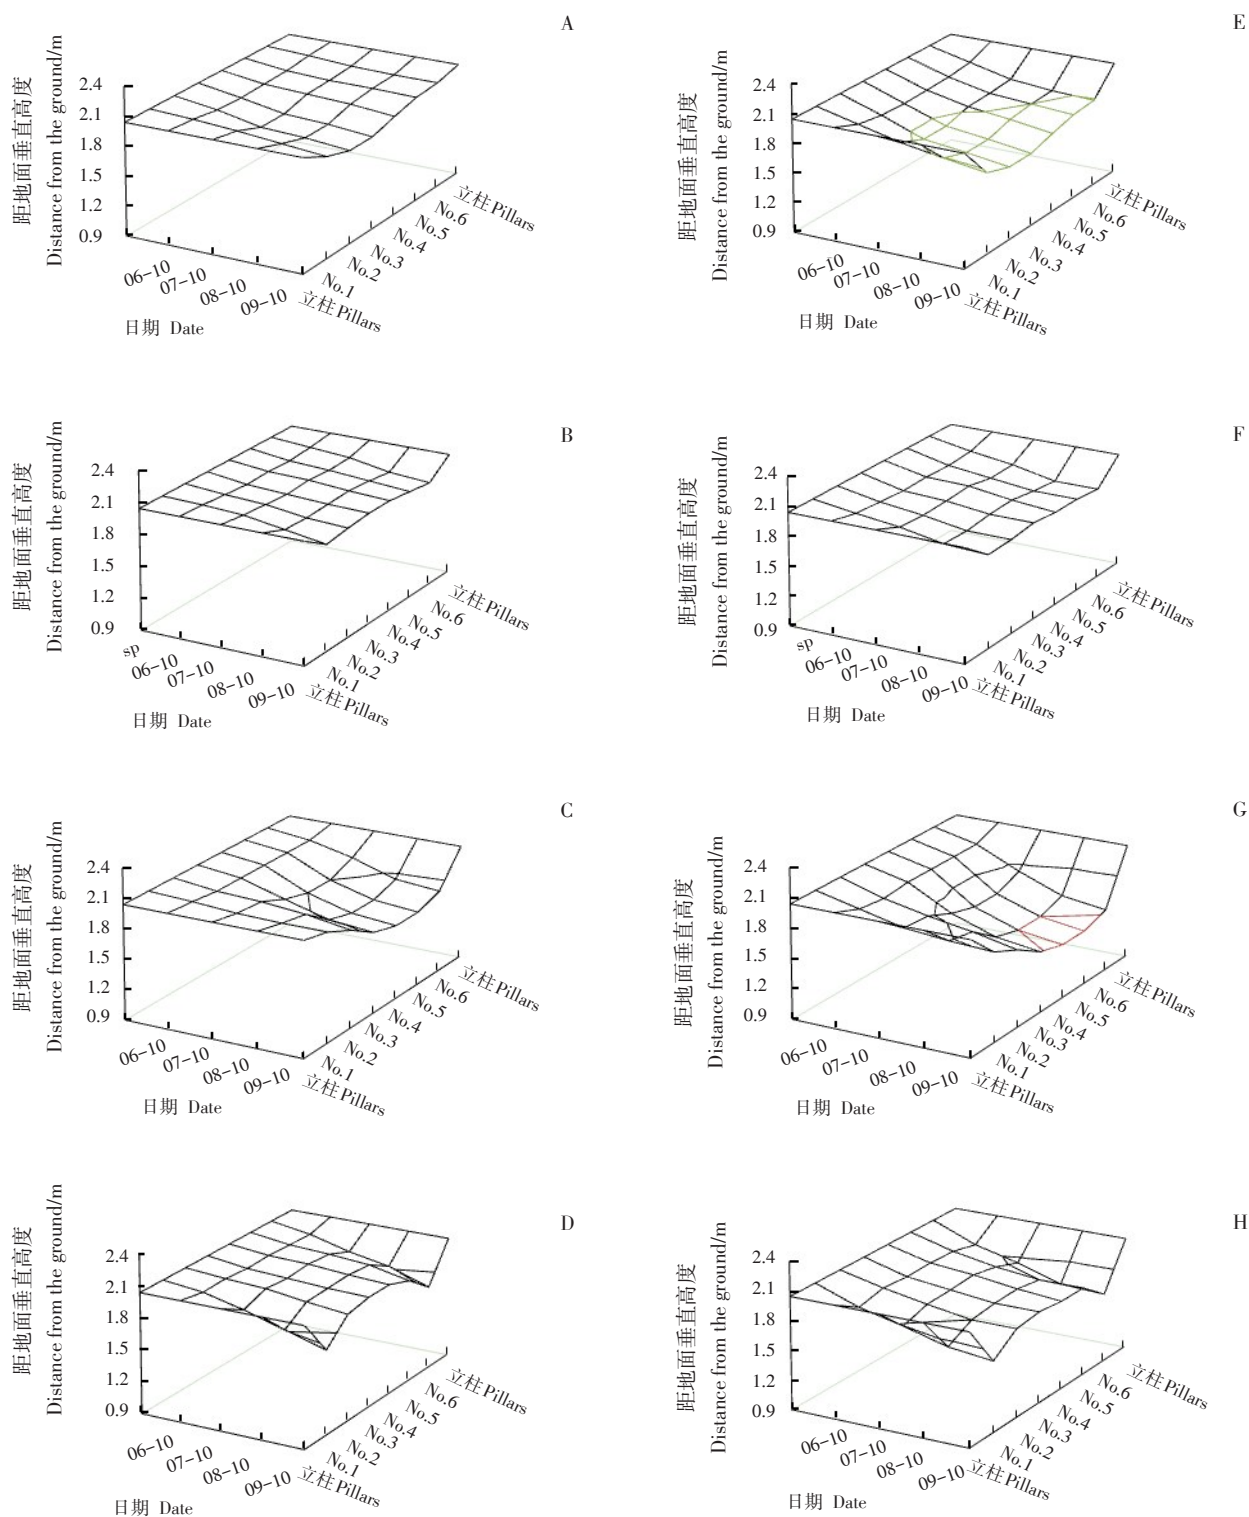 A
距地面垂直高度
Distance from the ground/m
2.4
2.1
1.8
1.5
1.2
0.9
06-10
07-10
08-10
09-10
日期 Date
立柱 Pillars
No.1
No.2
No.3
No.4
No.5
No.6
立柱 Pillars
E
距地面垂直高度
Distance from the ground/m
2.4
2.1
1.8
1.5
1.2
0.9
06-10
07-10
08-10
09-10
日期 Date
立柱 Pillars
No.1
No.2
No.3
No.4
No.5
No.6
立柱 Pillars
B
距地面垂直高度
Distance from the ground/m
2.4
2.1
1.8
1.5
1.2
0.9
sp
06-10
07-10
08-10
09-10
日期 Date
立柱 Pillars
No.1
No.2
No.3
No.4
No.5
No.6
立柱 Pillars
F
距地面垂直高度
Distance from the ground/m
2.4
2.1
1.8
1.5
1.2
0.9
sp
06-10
07-10
08-10
09-10
日期 Date
立柱 Pillars
No.1
No.2
No.3
No.4
No.5
No.6
立柱 Pillars
C
距地面垂直高度
Distance from the ground/m
2.4
2.1
1.8
1.5
1.2
0.9
06-10
07-10
08-10
09-10
日期 Date
立柱 Pillars
No.1
No.2
No.3
No.4
No.5
No.6
立柱 Pillars
G
距地面垂直高度
Distance from the ground/m
2.4
2.1
1.8
1.5
1.2
0.9
06-10
07-10
08-10
09-10
日期 Date
立柱 Pillars
No.1
No.2
No.3
No.4
No.5
No.6
立柱 Pillars
D
距地面垂直高度
Distance from the ground/m
2.4
2.1
1.8
1.5
1.2
0.9
06-10
07-10
08-10
09-10
日期 Date
立柱 Pillars
No.1
No.2
No.3
No.4
No.5
No.6
立柱 Pillars
H
距地面垂直高度
Distance from the ground/m
2.4
2.1
1.8
1.5
1.2
0.9
06-10
07-10
08-10
09-10
日期 Date
立柱 Pillars
No.1
No.2
No.3
No.4
No.5
No.6
立柱 Pillars